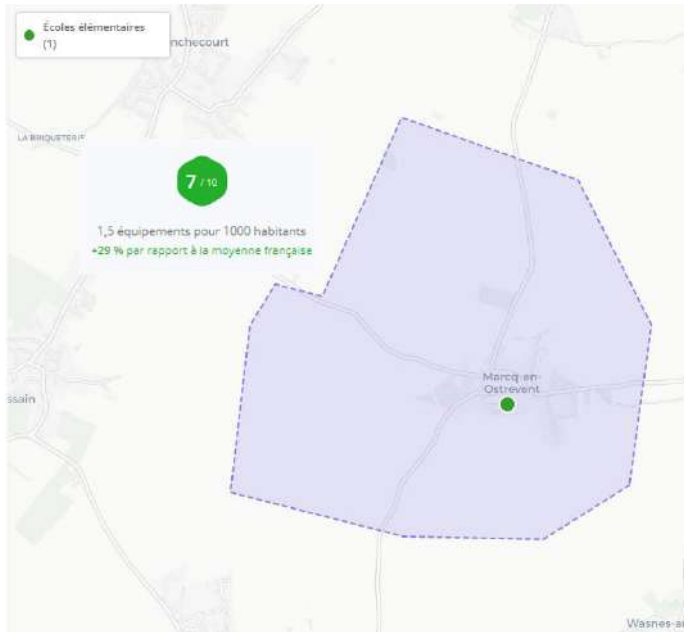 Écoles élémentaires
(1)
nchecourt
LA BRIQUETERIE
7 / 10
1,5 équipements pour 1000 habitants
+29 % par rapport à la moyenne française
Marcq-en-
Ostrevent
ssain
Wasnes-au